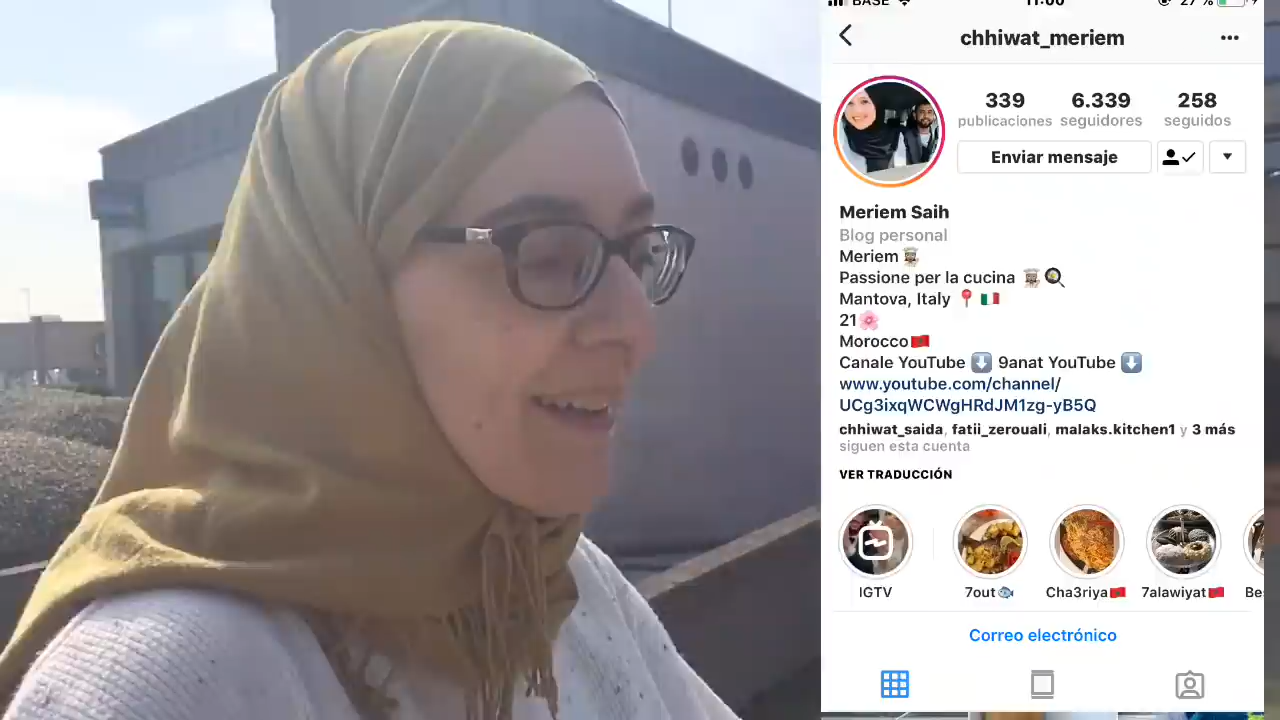 BASE 11:00 27 %
chhiwat_meriem
339 6.339 258
publicaciones seguidores seguidos
Enviar mensaje
Meriem Saih
Blog personal
Meriem
Passione per la cucina
Mantova, Italy
21
Morocco
Canale YouTube 9anat YouTube
www.youtube.com/channel/
UCg3ixqWCWgHRdJM1zg-yB5Q
chhiwat_saida, fatii_zerouali, malaks.kitchen1 y 3 más
siguen esta cuenta
VER TRADUCCIÓN
IGTV 7out Cha3riya 7alawiyat
Correo electrónico